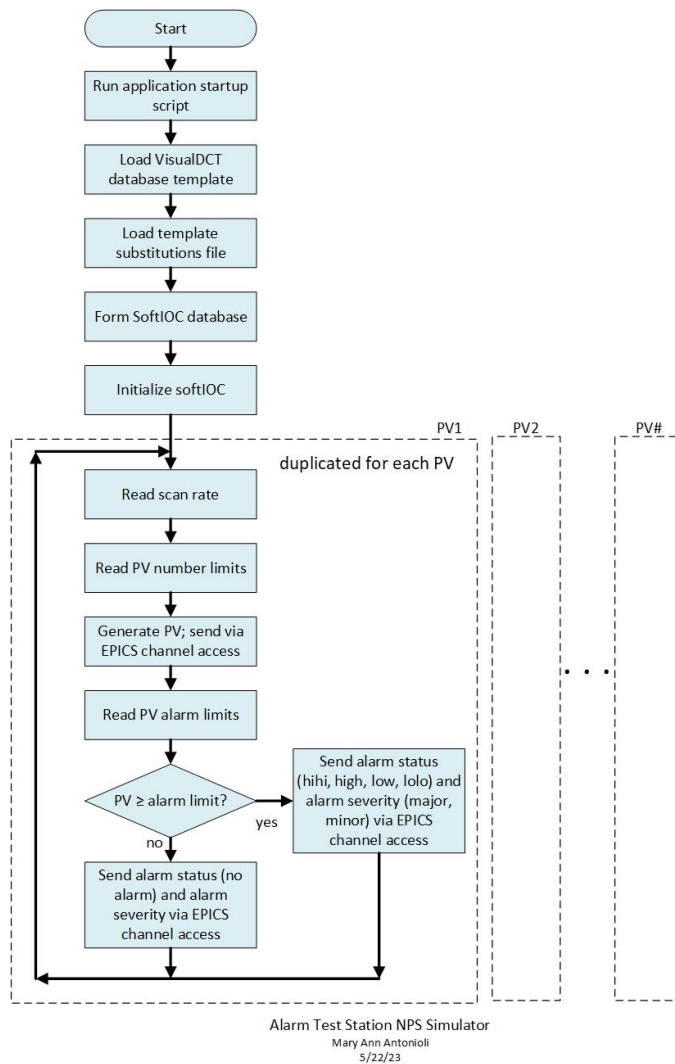 Start
Run application startup
script
Load VisualDCT
database template
Load template
substitutions file
Form SoftIOC database
Initialize softIOC
PV1
PV2
PV#
duplicated for each PV
Read scan rate
Read PV number limits
Generate PV; send via
EPICS channel access
Read PV alarm limits
PV ≥ alarm limit?
yes
no
Send alarm status
(hihi, high, low, lolo) and
alarm severity (major,
minor) via EPICS
channel access
Send alarm status (no
alarm) and alarm
severity via EPICS
channel access
Alarm Test Station NPS Simulator
Mary Ann Antonioli
5/22/23